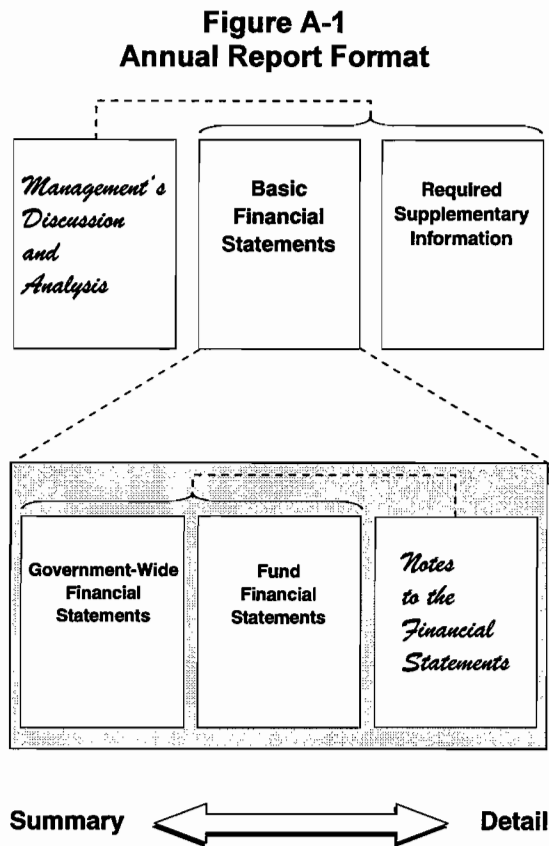 Figure A-1
Annual Report Format
Management's
Discussion
and
Analysis
Basic
Financial
Statements
Required
Supplementary
Information
Government-Wide
Financial
Statements
Fund
Financial
Statements
Notes
to the
Financial
Statements
Summary
Detail